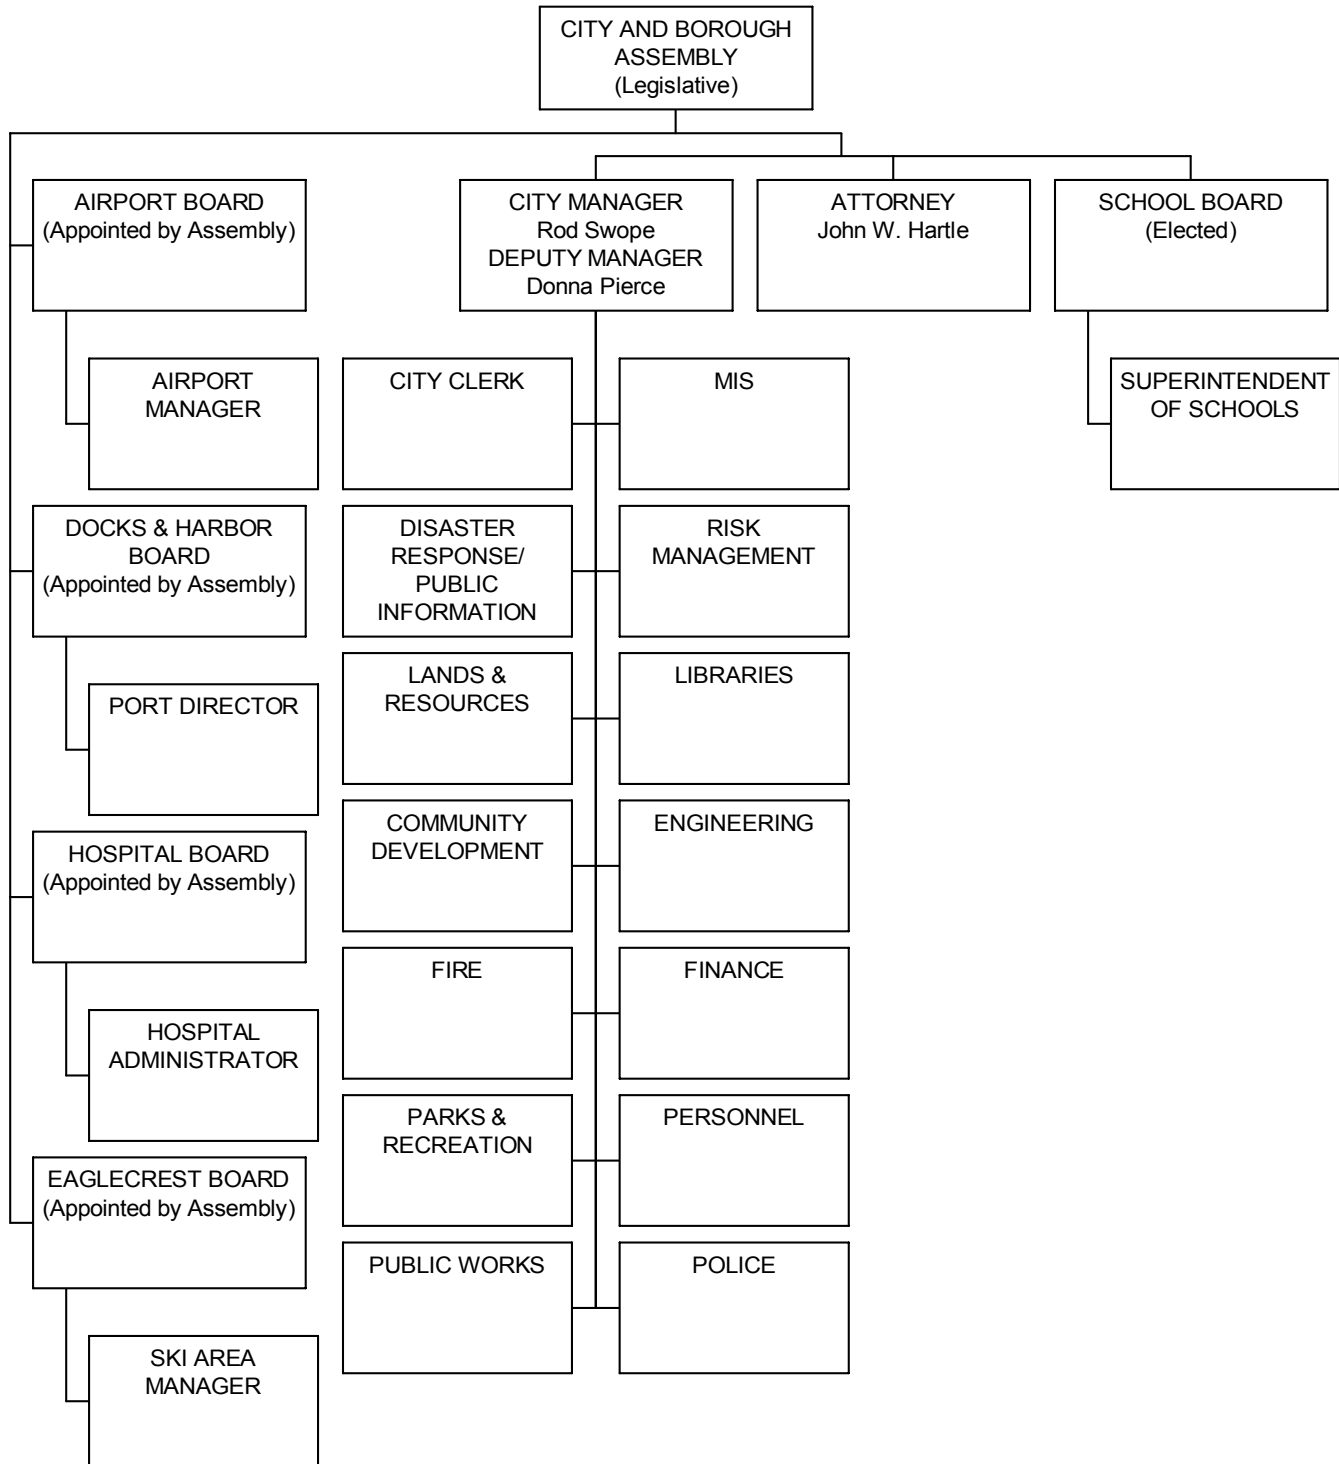 CITY AND BOROUGH
ASSEMBLY
(Legislative)
AIRPORT BOARD
(Appointed by Assembly)
CITY MANAGER
Rod Swope
DEPUTY MANAGER
Donna Pierce
ATTORNEY
John W. Hartle
SCHOOL BOARD
(Elected)
AIRPORT
MANAGER
CITY CLERK
MIS
SUPERINTENDENT
OF SCHOOLS
DOCKS & HARBOR
BOARD
(Appointed by Assembly)
DISASTER
RESPONSE/
PUBLIC
INFORMATION
RISK
MANAGEMENT
PORT DIRECTOR
LANDS &
RESOURCES
LIBRARIES
HOSPITAL BOARD
(Appointed by Assembly)
COMMUNITY
DEVELOPMENT
ENGINEERING
HOSPITAL
ADMINISTRATOR
FIRE
FINANCE
EAGLECREST BOARD
(Appointed by Assembly)
PARKS &
RECREATION
PERSONNEL
SKI AREA
MANAGER
PUBLIC WORKS
POLICE